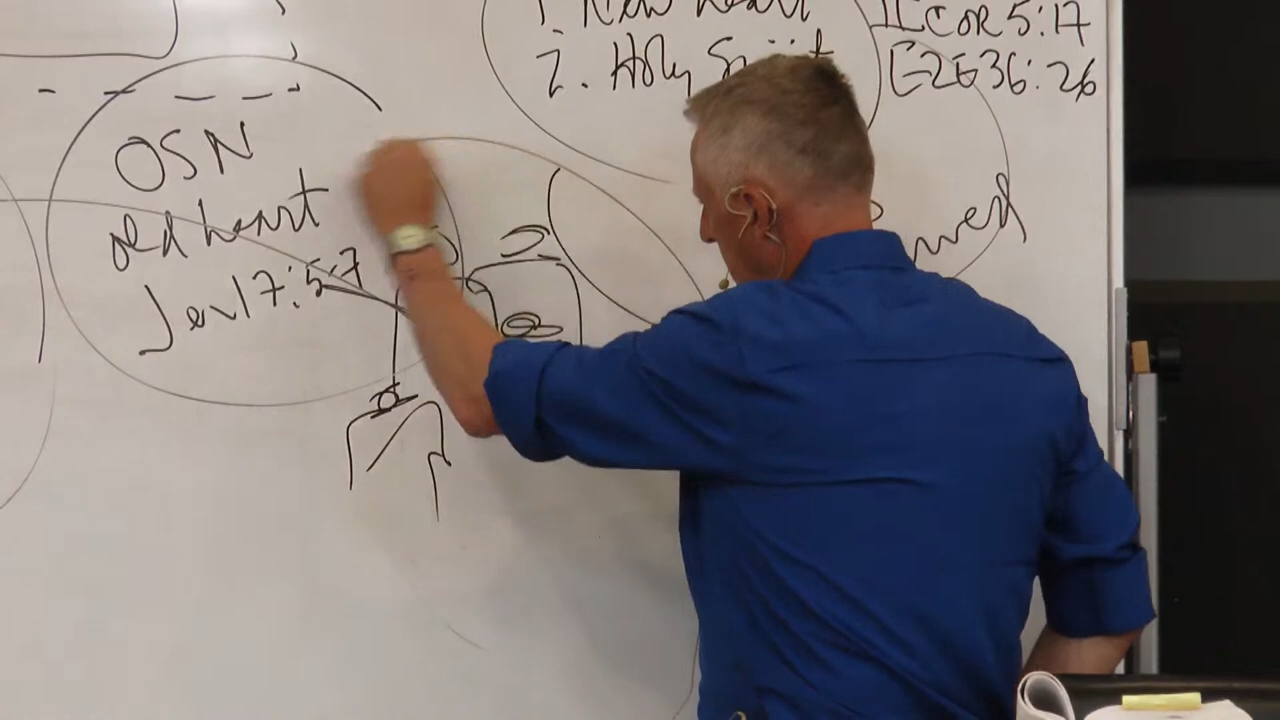 1. New heart
2. Holy Spirit
II COR 5:17
EZE 36:26
OSN
old heart
Jer 17:5-7